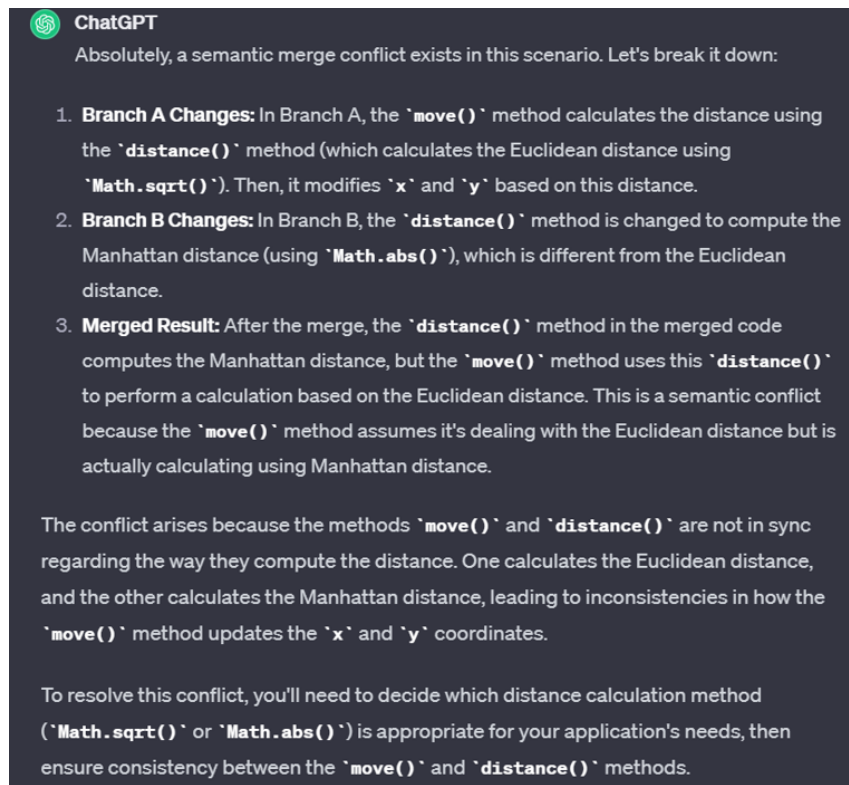 ChatGPT
Absolutely, a semantic merge conflict exists in this scenario. Let's break it down:
1. Branch A Changes: In Branch A, the `move()` method calculates the distance using
the `distance()` method (which calculates the Euclidean distance using
`Math.sqrt()`). Then, it modifies `x` and `y` based on this distance.
2. Branch B Changes: In Branch B, the `distance()` method is changed to compute the
Manhattan distance (using `Math.abs()`), which is different from the Euclidean
distance.
3. Merged Result: After the merge, the `distance()` method in the merged code
computes the Manhattan distance, but the `move()` method uses this `distance()`
to perform a calculation based on the Euclidean distance. This is a semantic conflict
because the `move()` method assumes it's dealing with the Euclidean distance but is
actually calculating using Manhattan distance.
The conflict arises because the methods `move()` and `distance()` are not in sync
regarding the way they compute the distance. One calculates the Euclidean distance,
and the other calculates the Manhattan distance, leading to inconsistencies in how the
`move()` method updates the `x` and `y` coordinates.
To resolve this conflict, you'll need to decide which distance calculation method
(`Math.sqrt()` or `Math.abs()`) is appropriate for your application's needs, then
ensure consistency between the `move()` and `distance()` methods.